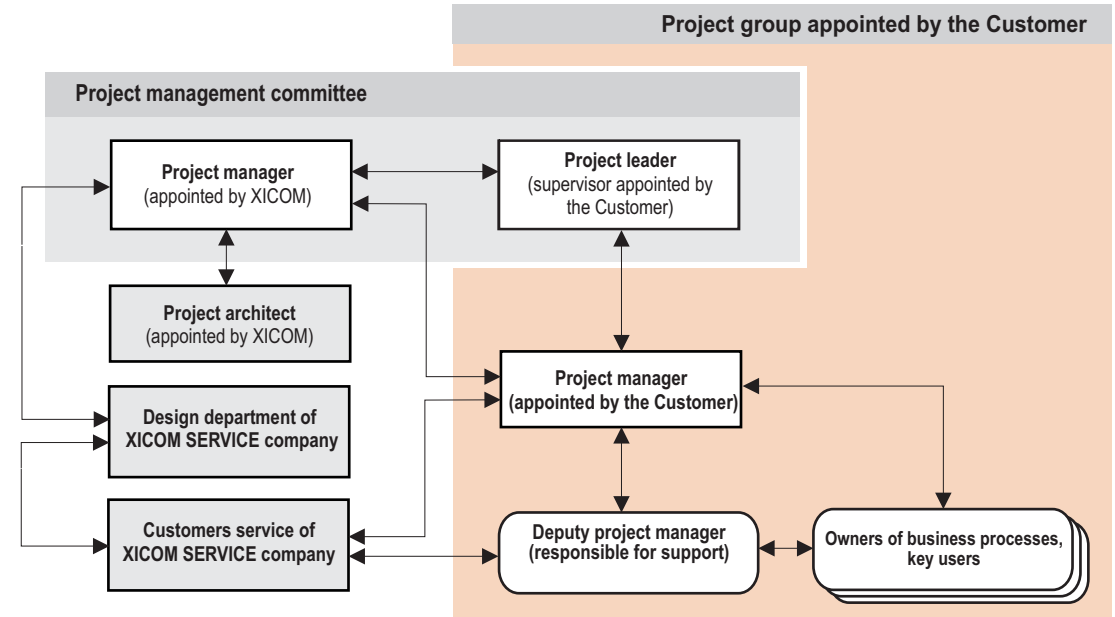 Project group appointed by the Customer
Project management committee
Project manager
(appointed by XICOM)
Project leader
(supervisor appointed by
the Customer)
Project architect
(appointed by XICOM)
Project manager
(appointed by the Customer)
Design department of
XICOM SERVICE company
Customers service of
XICOM SERVICE company
Deputy project manager
(responsible for support)
Owners of business processes,
key users